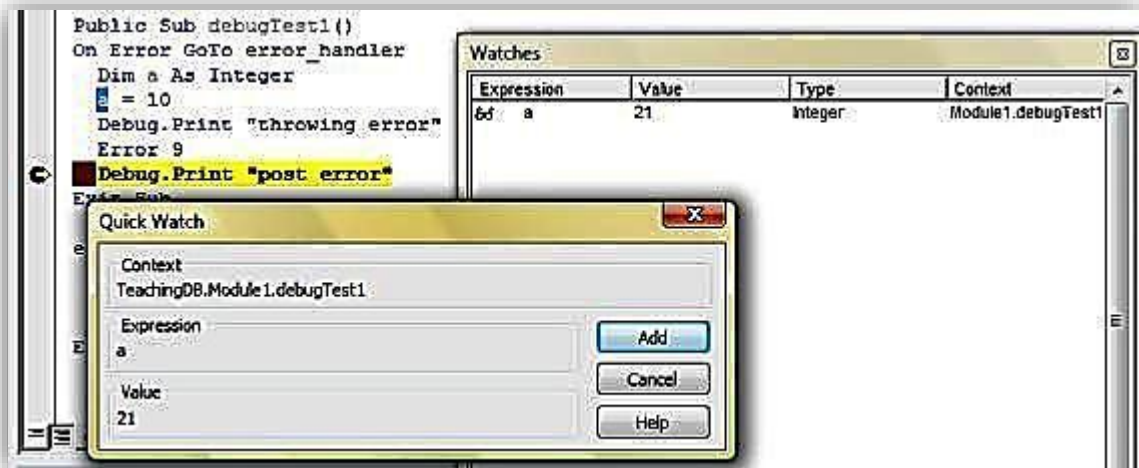 Public Sub debugTest1()
On Error GoTo error_handler
Dim a As Integer
a = 10
Debug.Print "throwing error"
Error 9
Debug.Print "post error"
Exit Sub
e
E
Watches
Expression Value Type Context
a 21 Integer Module1.debugTest1
Quick Watch
Context
TeachingDB.Module1.debugTest1
Expression
a
Value
21
Add
Cancel
Help